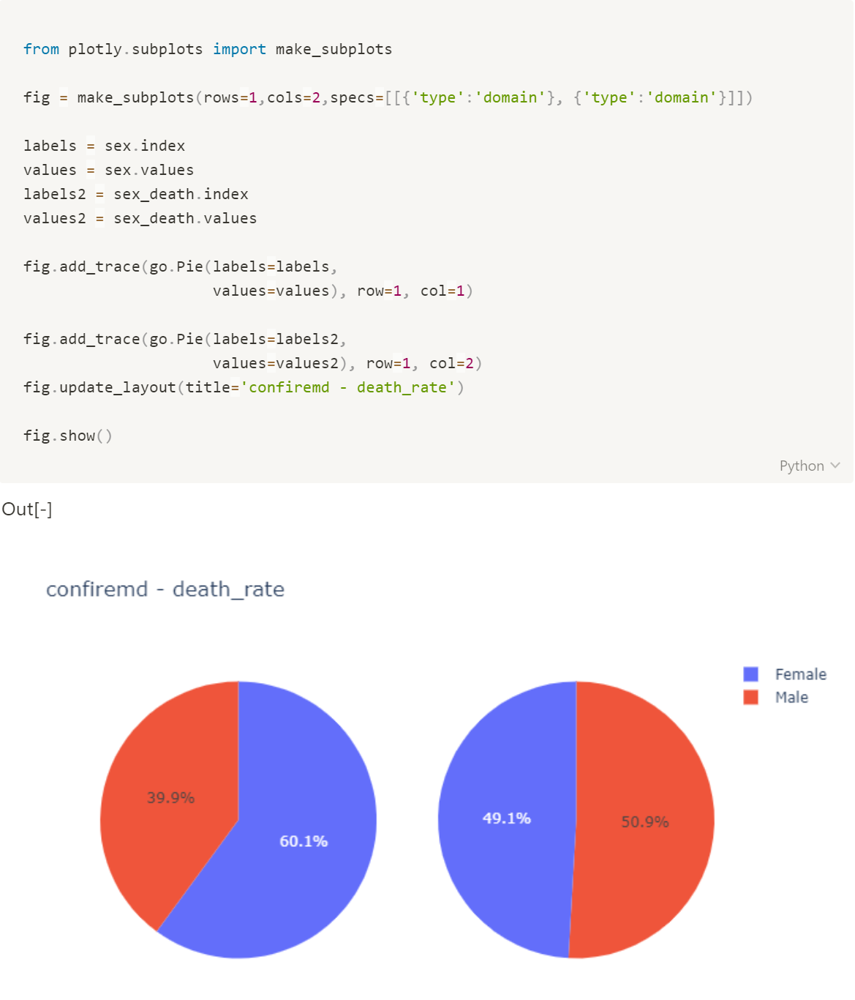 from plotly.subplots import make_subplots
fig = make_subplots(rows=1,cols=2,specs=[[{'type':'domain'}, {'type':'domain'}]])
labels = sex.index
values = sex.values
labels2 = sex_death.index
values2 = sex_death.values
fig.add_trace(go.Pie(labels=labels,
values=values), row=1, col=1)
fig.add_trace(go.Pie(labels=labels2,
values=values2), row=1, col=2)
fig.update_layout(title='confiremd - death_rate')
fig.show()
Python
Out[-]
confiremd - death_rate
Female
Male
39.9%
60.1%
49.1%
50.9%